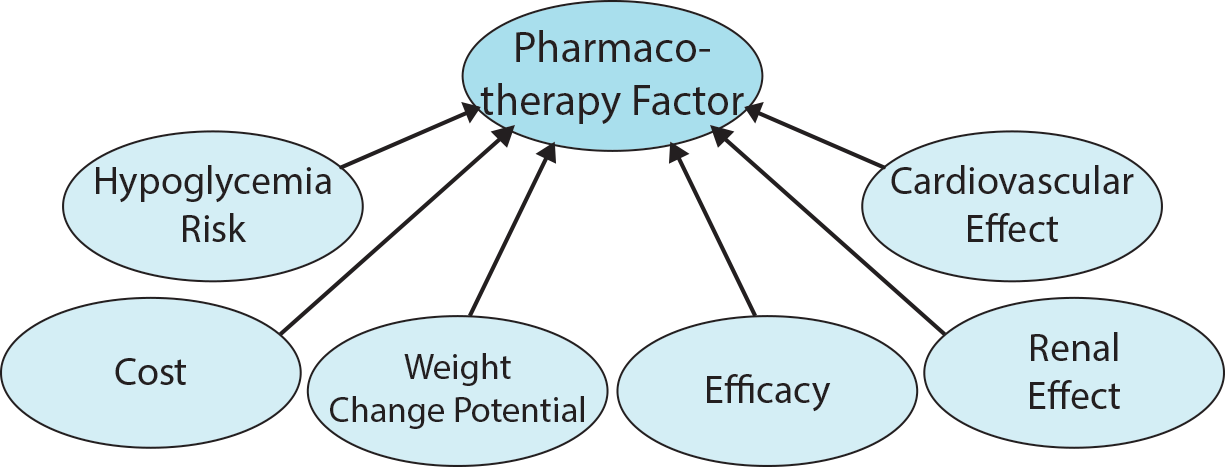 Pharmaco-
therapy Factor
Hypoglycemia
Risk
Cardiovascular
Effect
Cost
Weight
Change Potential
Efficacy
Renal
Effect